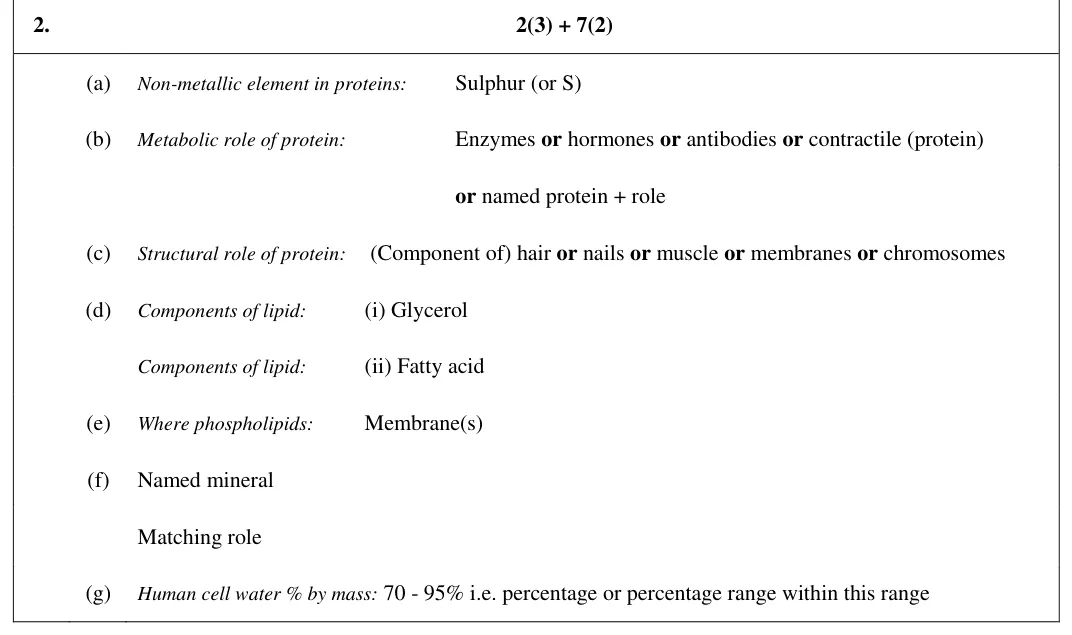 2. 2(3) + 7(2)
(a) Non-metallic element in proteins: Sulphur (or S)
(b) Metabolic role of protein: Enzymes or hormones or antibodies or contractile (protein)
or named protein + role
(c) Structural role of protein: (Component of) hair or nails or muscle or membranes or chromosomes
(d) Components of lipid: (i) Glycerol
Components of lipid: (ii) Fatty acid
(e) Where phospholipids: Membrane(s)
(f) Named mineral
Matching role
(g) Human cell water % by mass: 70 - 95% i.e. percentage or percentage range within this range